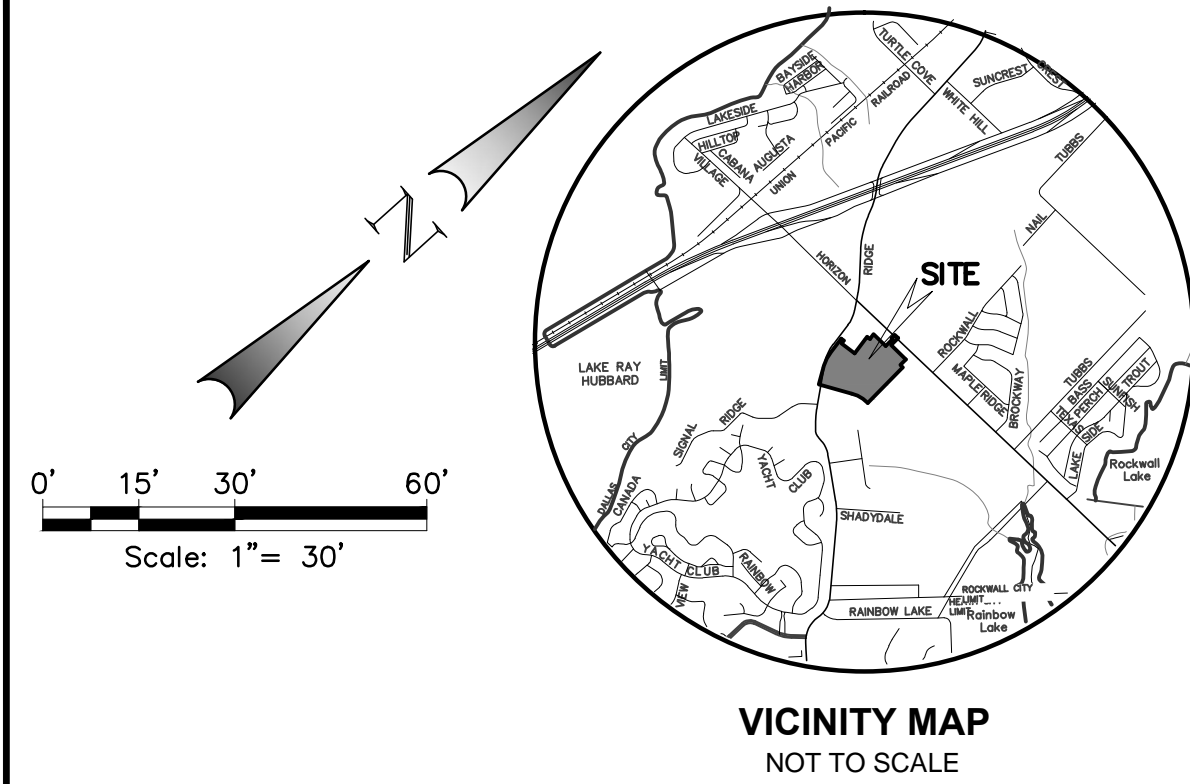 TURTLE COVE
BAYSIDE
HARBOR
SUNCREST
CREST
RAILROAD
WHITE HILL
LAKESIDE
HILLTOP
CABANA
AUGUSTA
PACIFIC
VILLAGE
UNION
TUBBS
N
NAIL
HORIZON
RIDGE
SITE
ROCKWALL
LAKE RAY
HUBBARD
LIMIT
MAPLE RIDGE
BROCKWAY
TUBBS
BASS
PERCH
SUNFISH
TROUT
TEXAS
SIDE
LAKE
Rockwall
Lake
SIGNAL RIDGE
CITY
DALLAS
CANADA
YACHT CLUB
SHADYDALE
0' 15' 30' 60'
Scale: 1"= 30'
YACHT CLUB
RAINBOW
VIEW
RAINBOW LAKE
ROCKWALL CITY
LIMIT
LIMIT
Rainbow
Lake
VICINITY MAP
NOT TO SCALE